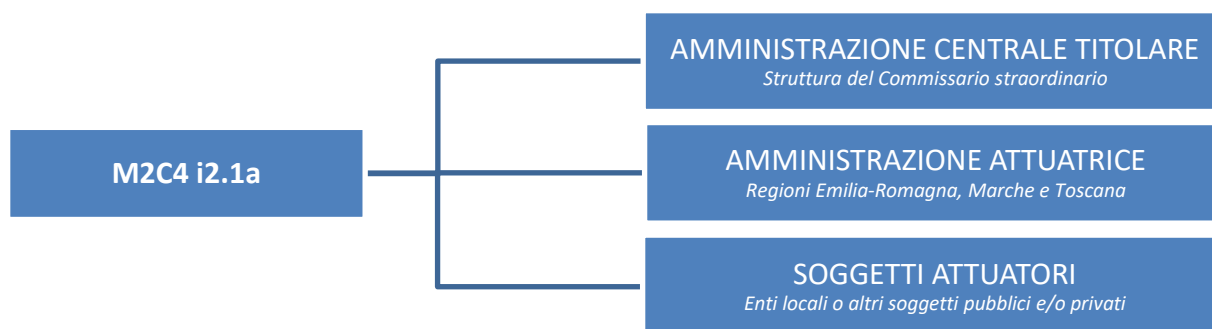 M2C4 i2.1a
AMMINISTRAZIONE CENTRALE TITOLARE
Struttura del Commissario straordinario
AMMINISTRAZIONE ATTUATRICE
Regioni Emilia-Romagna, Marche e Toscana
SOGGETTI ATTUATORI
Enti locali o altri soggetti pubblici e/o privati